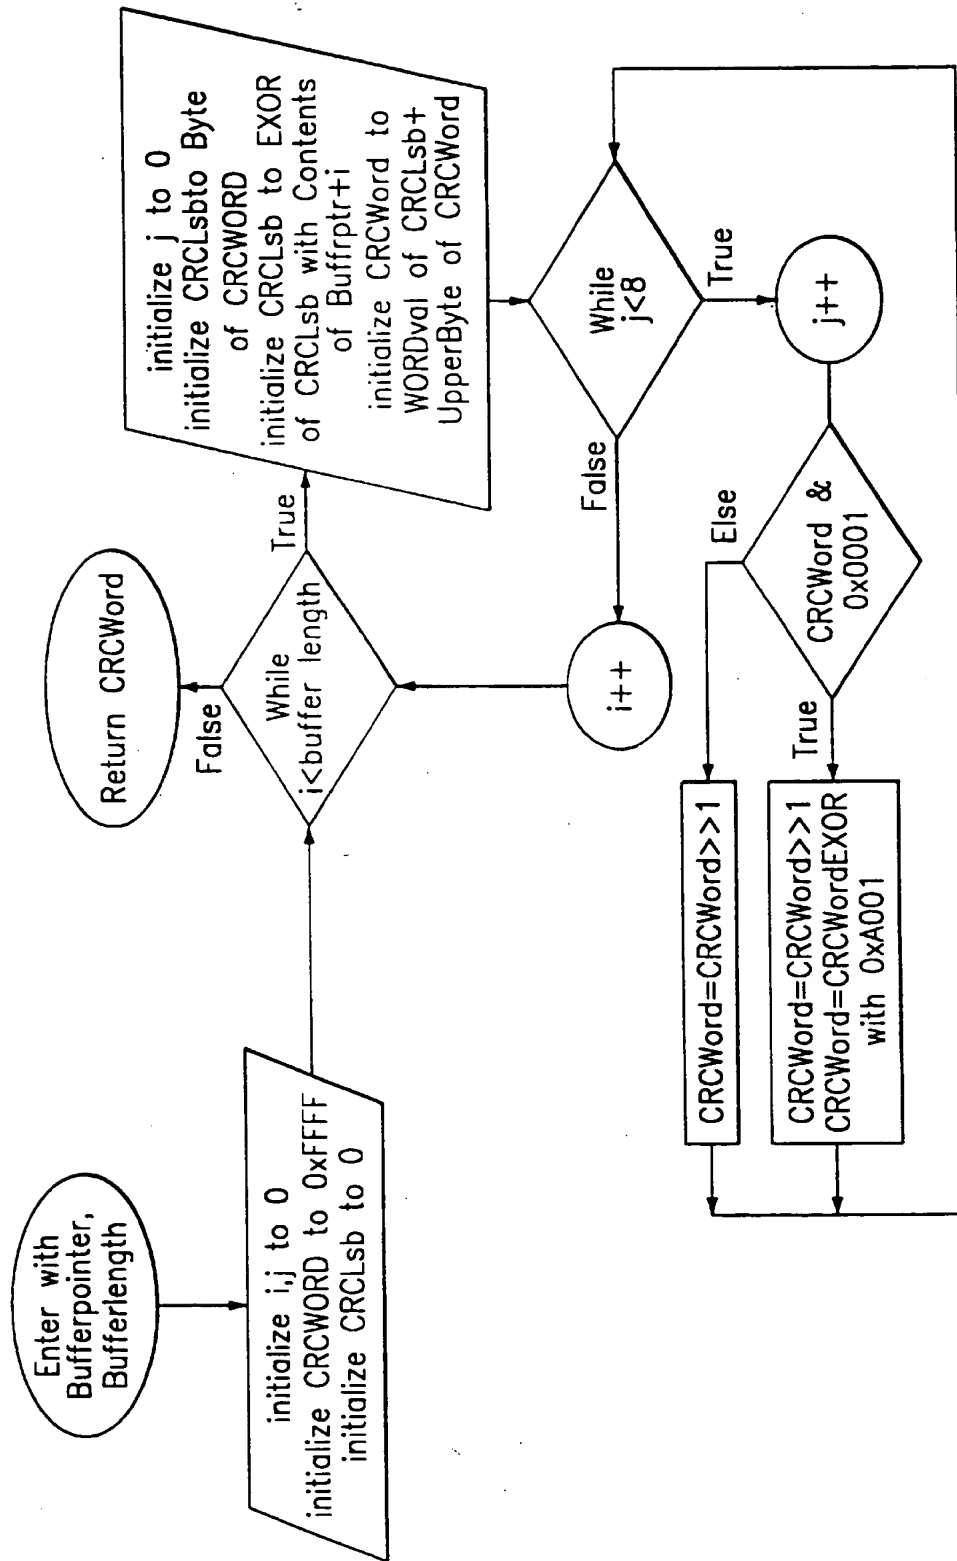 Enter with
Bufferpointer,
Bufferlength
initialize i,j to 0
initialize CRCWORD to 0xFFFF
initialize CRCLsb to 0
While
i<buffer length
False
Return CRCWord
True
initialize j to 0
initialize CRCLsbto Byte
of CRCWORD
initialize CRCLsb to EXOR
of CRCLsb with Contents
of Buffrptr+i
initialize CRCWord to
WORDval of CRCLsb+
UpperByte of CRCWord
While
j<8
False
i++
True
j++
CRCWord &
0x0001
Else
CRCWord=CRCWord>>1
True
CRCWord=CRCWord>>1
CRCWord=CRCWordEXOR
with 0xA001